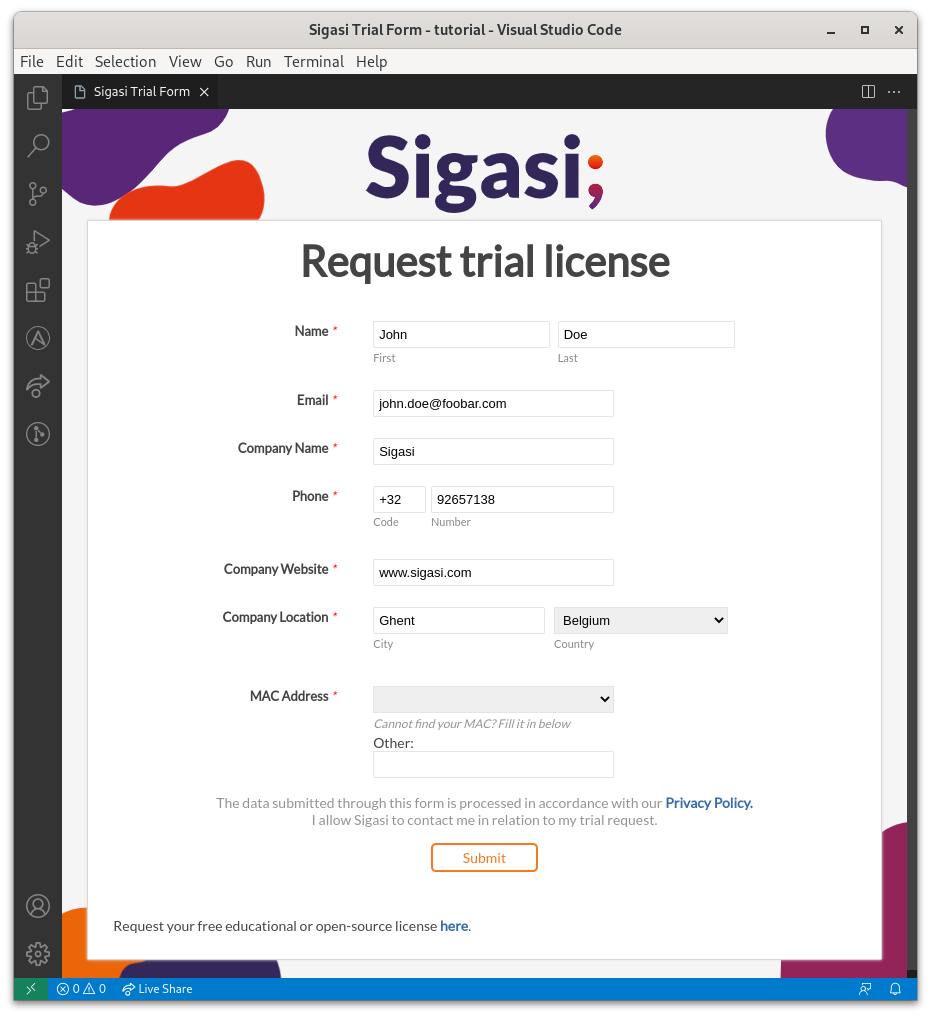 Sigasi Trial Form - tutorial - Visual Studio Code
File Edit Selection View Go Run Terminal Help
Sigasi Trial Form
Sigasi;
Request trial license
Name * John Doe
First Last
Email * john.doe@foobar.com
Company Name * Sigasi
Phone * +32 92657138
Code Number
Company Website * www.sigasi.com
Company Location * Ghent Belgium
City Country
MAC Address *
Cannot find your MAC? Fill it in below
Other:
The data submitted through this form is processed in accordance with our Privacy Policy.
I allow Sigasi to contact me in relation to my trial request.
Submit
Request your free educational or open-source license here.
0 0 Live Share